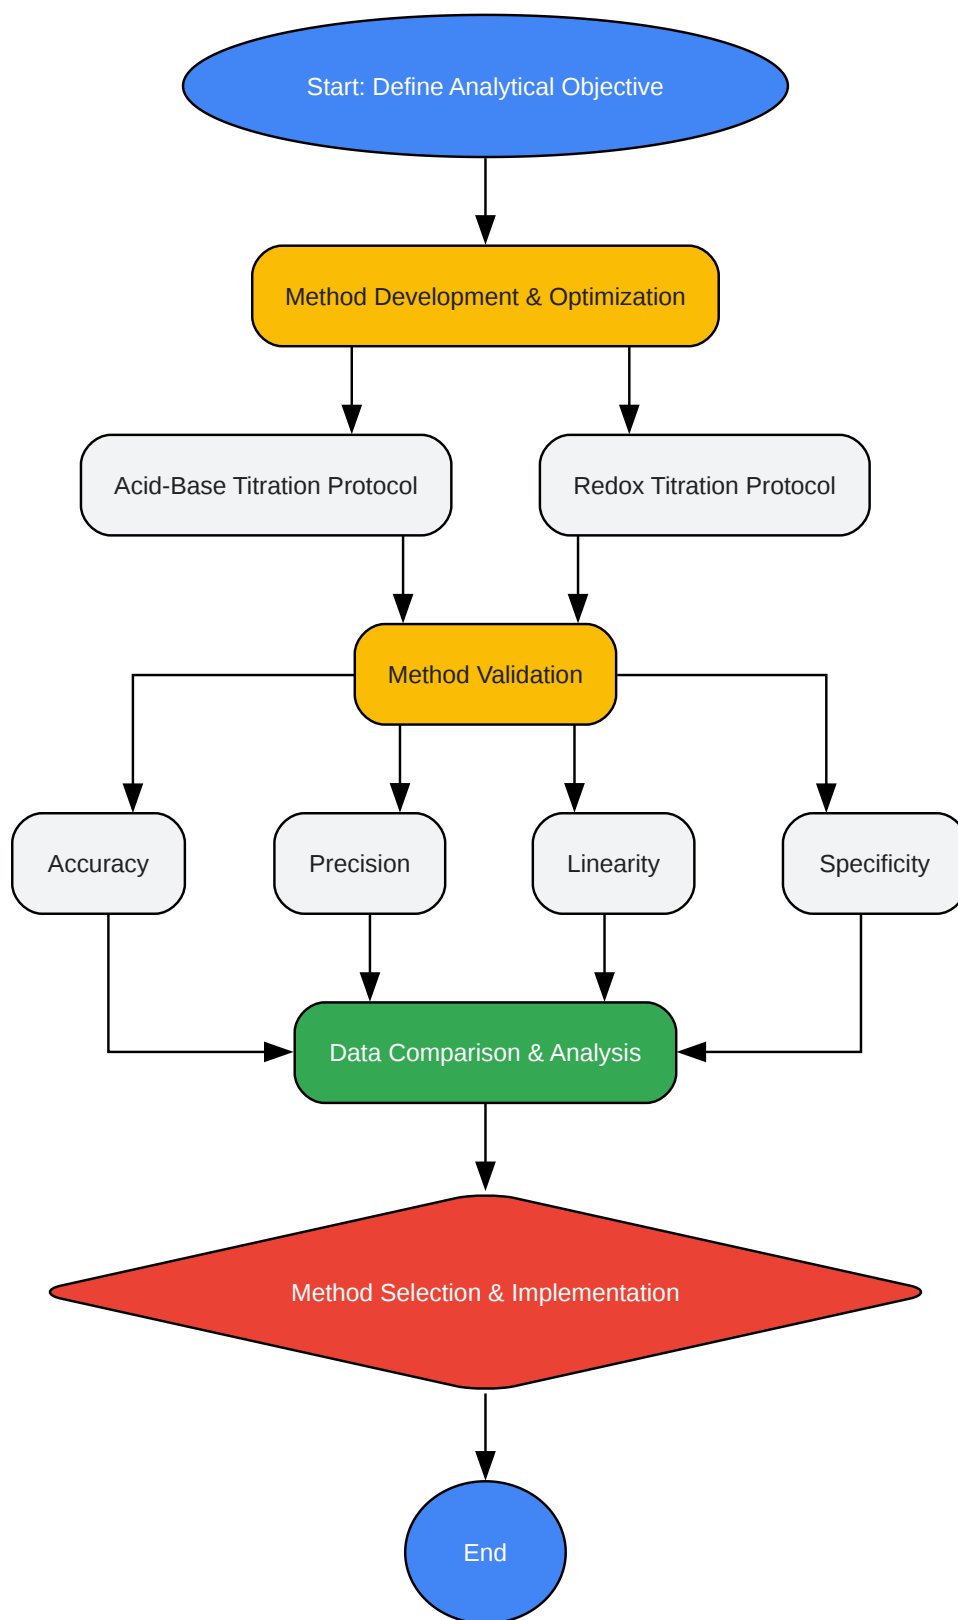 Start: Define Analytical Objective
Method Development & Optimization
Acid-Base Titration Protocol
Redox Titration Protocol
Method Validation
Accuracy
Precision
Linearity
Specificity
Data Comparison & Analysis
Method Selection & Implementation
End